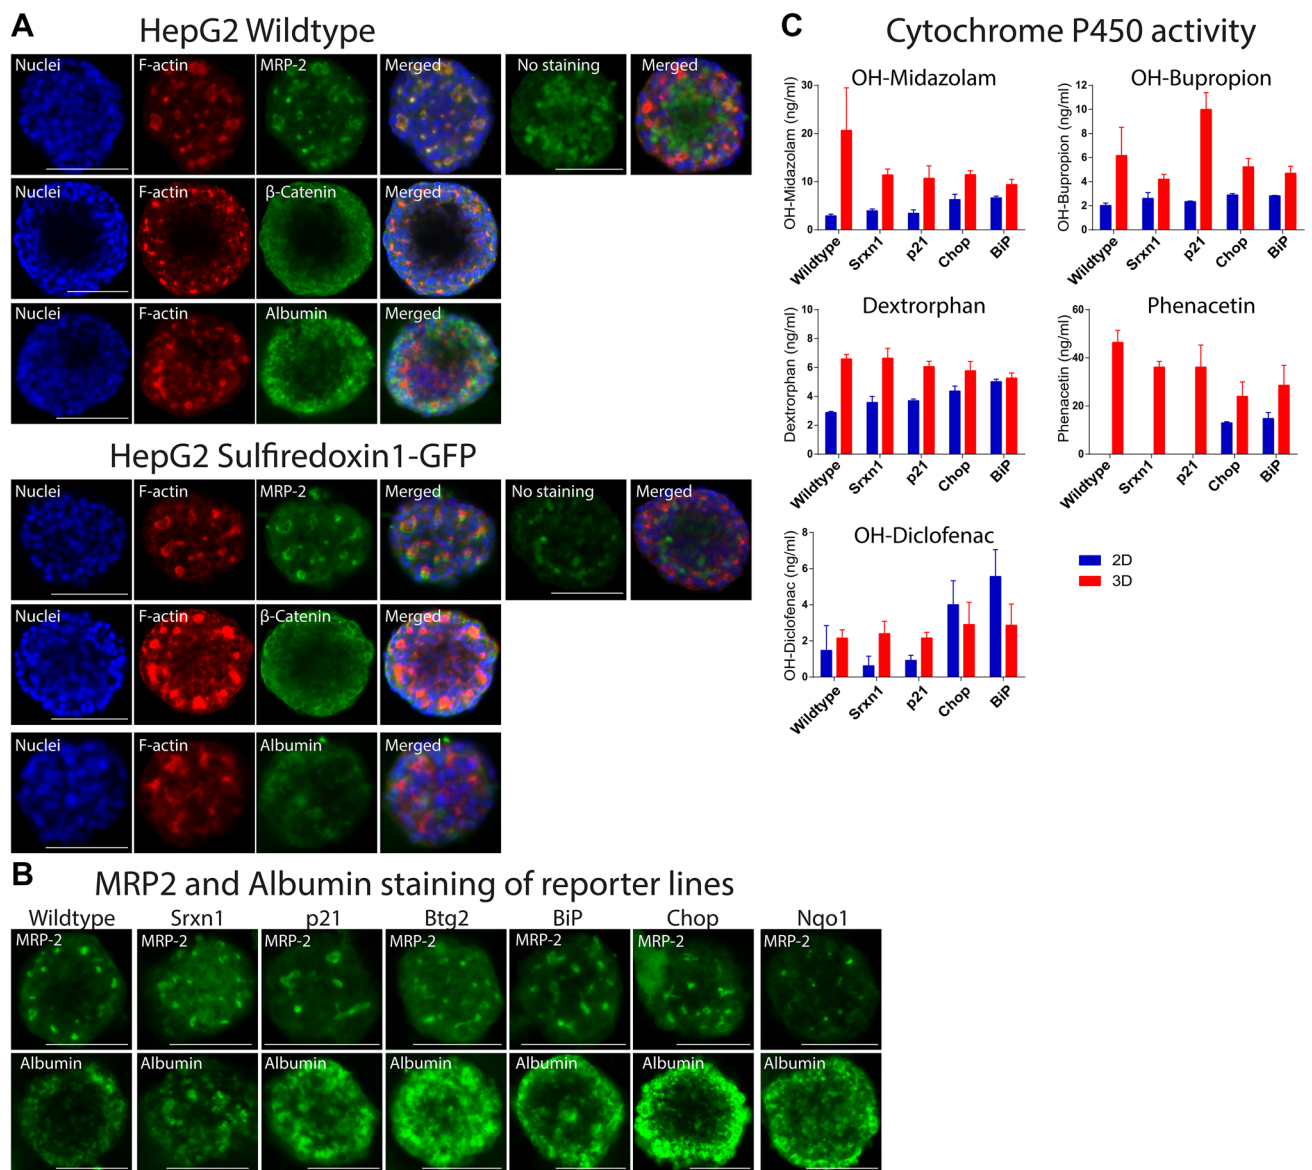 A
HepG2 Wildtype
Nuclei F-actin MRP-2 Merged No staining Merged
Nuclei F-actin β-Catenin Merged
Nuclei F-actin Albumin Merged
HepG2 Sulfiredoxin1-GFP
Nuclei F-actin MRP-2 Merged No staining Merged
Nuclei F-actin β-Catenin Merged
Nuclei F-actin Albumin Merged
B
MRP2 and Albumin staining of reporter lines
Wildtype Srxn1 p21 Btg2 BiP Chop Nqo1
MRP-2 MRP-2 MRP-2 MRP-2 MRP-2 MRP-2 MRP-2
Albumin Albumin Albumin Albumin Albumin Albumin Albumin
C
Cytochrome P450 activity
OH-Midazolam
OH-Midazolam (ng/ml)
30
20
10
0
Wildtype Srxn1 p21 Chop BiP
OH-Bupropion
OH-Bupropion (ng/ml)
12
10
8
6
4
2
0
Wildtype Srxn1 p21 Chop BiP
Dextrorphan
Dextrorphan (ng/ml)
10
8
6
4
2
0
Wildtype Srxn1 p21 Chop BiP
Phenacetin
Phenacetin (ng/ml)
60
40
20
0
Wildtype Srxn1 p21 Chop BiP
OH-Diclofenac
OH-Diclofenac (ng/ml)
8
6
4
2
0
Wildtype Srxn1 p21 Chop BiP
2D
3D